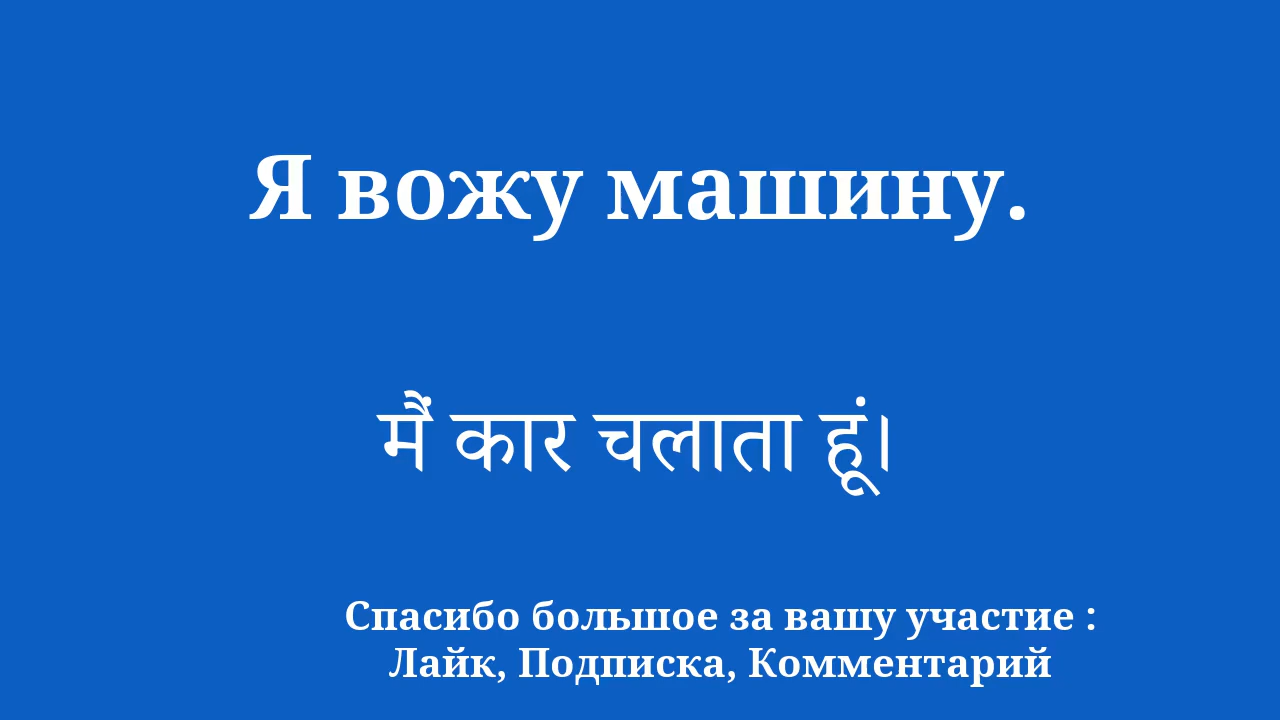 Я вожу машину.
मैं कार चलाता हूं।
Спасибо большое за вашу участие :
Лайк, Подписка, Комментарий